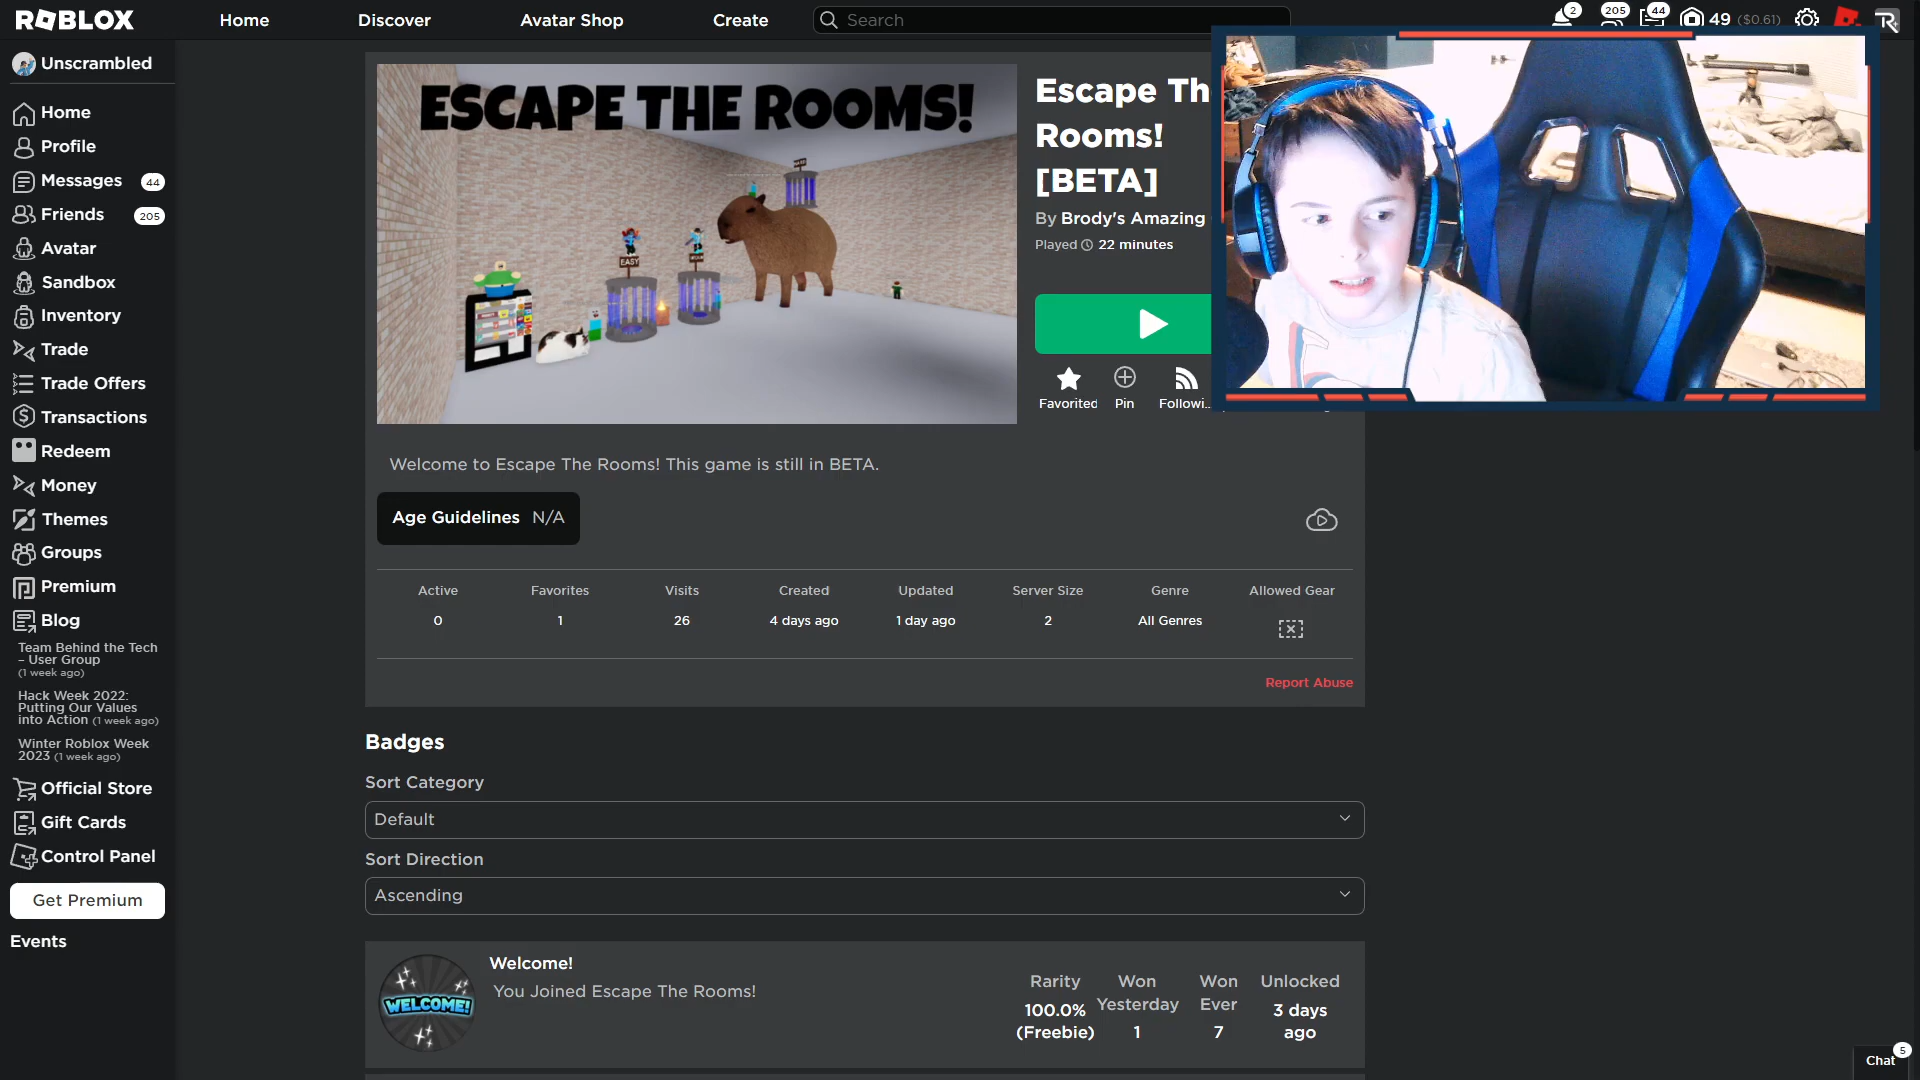 ROBLOX
Home
Discover
Avatar Shop
Create
Search
2
205
44
49
($0.61)
Unscrambled
Home
Profile
Messages 44
Friends 205
Avatar
Sandbox
Inventory
Trade
Trade Offers
Transactions
Redeem
Money
Themes
Groups
Premium
Blog
Team Behind the Tech
– User Group
(1 week ago)
Hack Week 2022:
Putting Our Values
into Action (1 week ago)
Winter Roblox Week
2023 (1 week ago)
Official Store
Gift Cards
Control Panel
Get Premium
Events
ESCAPE THE ROOMS!
EASY
Escape Th
Rooms!
[BETA]
By Brody's Amazing
Played 22 minutes
Favorited
Pin
Followi...
Welcome to Escape The Rooms! This game is still in BETA.
Age Guidelines N/A
Active Favorites Visits Created Updated Server Size Genre Allowed Gear
0 1 26 4 days ago 1 day ago 2 All Genres
Report Abuse
Badges
Sort Category
Default
Sort Direction
Ascending
WELCOME!
Welcome!
You Joined Escape The Rooms!
Rarity
100.0%
(Freebie)
Won
Yesterday
1
Won
Ever
7
Unlocked
3 days
ago
Chat
5